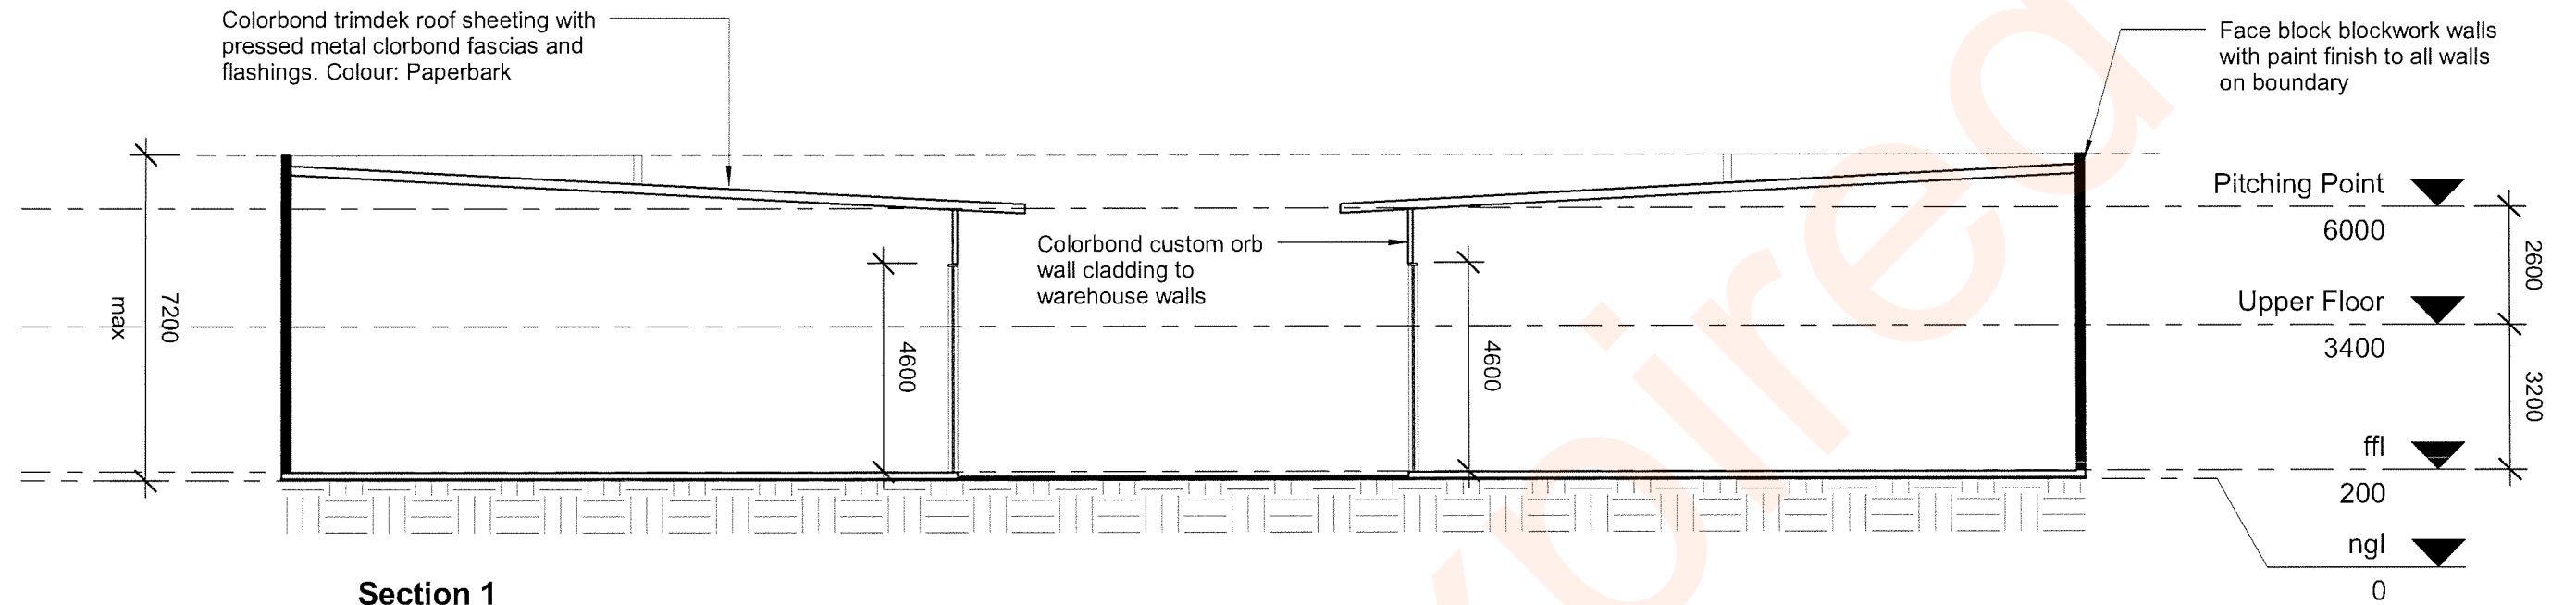 Colorbond trimdek roof sheeting with
pressed metal clorbond fascias and
flashings. Colour: Paperbark
Face block blockwork walls
with paint finish to all walls
on boundary
Colorbond custom orb
wall cladding to
warehouse walls
7200
max
4600
4600
Pitching Point
6000
2600
Upper Floor
3400
3200
ffl
200
ngl
0
Section 1